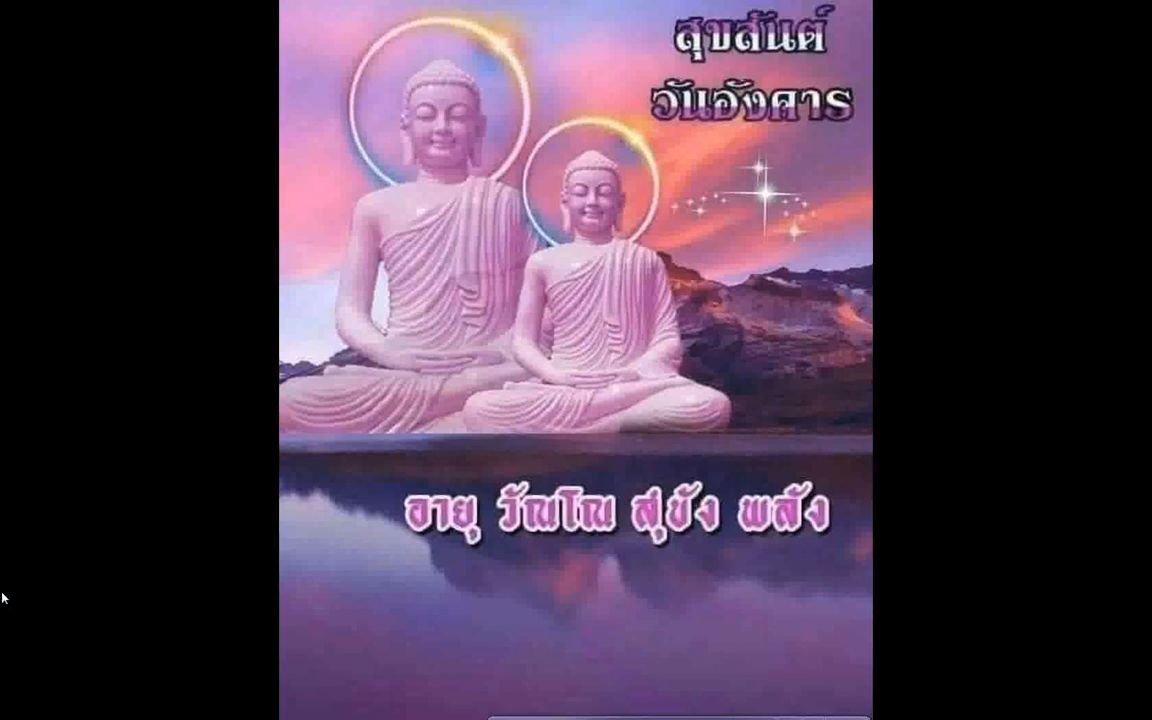 สุขสันต์
วันอังคาร
อายุ วัณโณ สุขัง พลัง